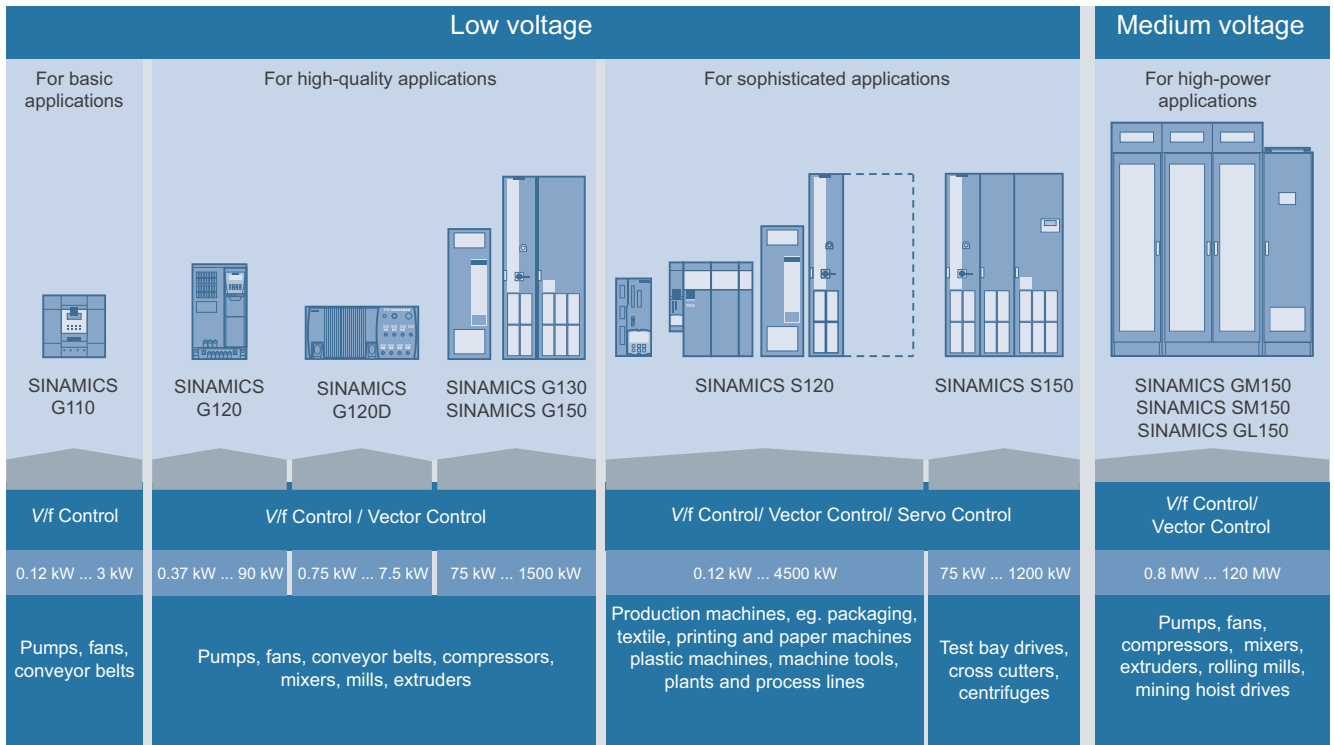 Low voltage
Medium voltage
For basic
applications
For high-quality applications
For sophisticated applications
For high-power
applications
SINAMICS
G110
SINAMICS
G120
SINAMICS
G120D
SINAMICS G130
SINAMICS G150
SINAMICS S120
SINAMICS S150
SINAMICS GM150
SINAMICS SM150
SINAMICS GL150
V/f Control
V/f Control / Vector Control
V/f Control/ Vector Control/ Servo Control
V/f Control/
Vector Control
0.12 kW ... 3 kW
0.37 kW ... 90 kW
0.75 kW ... 7.5 kW
75 kW ... 1500 kW
0.12 kW ... 4500 kW
75 kW ... 1200 kW
0.8 MW ... 120 MW
Pumps, fans,
conveyor belts
Pumps, fans, conveyor belts, compressors,
mixers, mills, extruders
Production machines, eg. packaging,
textile, printing and paper machines
plastic machines, machine tools,
plants and process lines
Test bay drives,
cross cutters,
centrifuges
Pumps, fans,
compressors, mixers,
extruders, rolling mills,
mining hoist drives